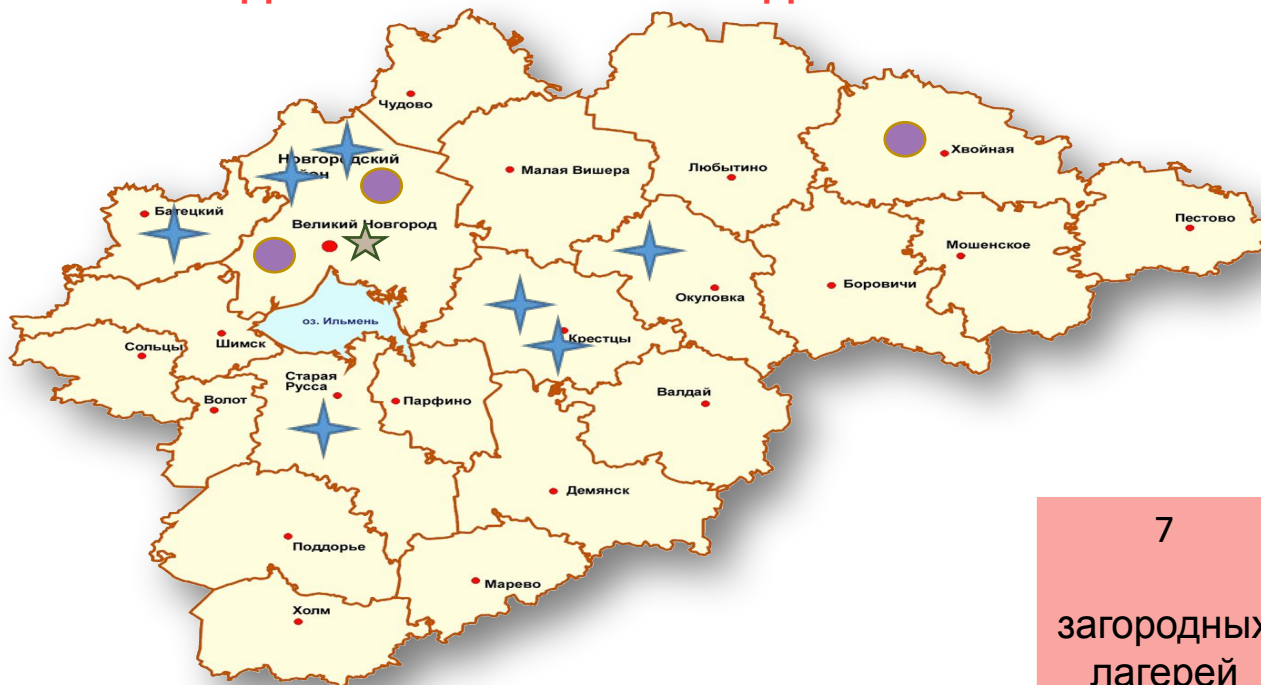 Чудово
Новгородский
Хвойная
Малая Вишера
Любытино
Батецкий
Пестово
Великий Новгород
Мошенское
Боровичи
Окуловка
оз. Ильмень
Шимск
Крестцы
Сольцы
Старая
Русса
Валдай
Волот
Парфино
Демянск
Поддорье
Марево
Холм
7
загородных
лагерей